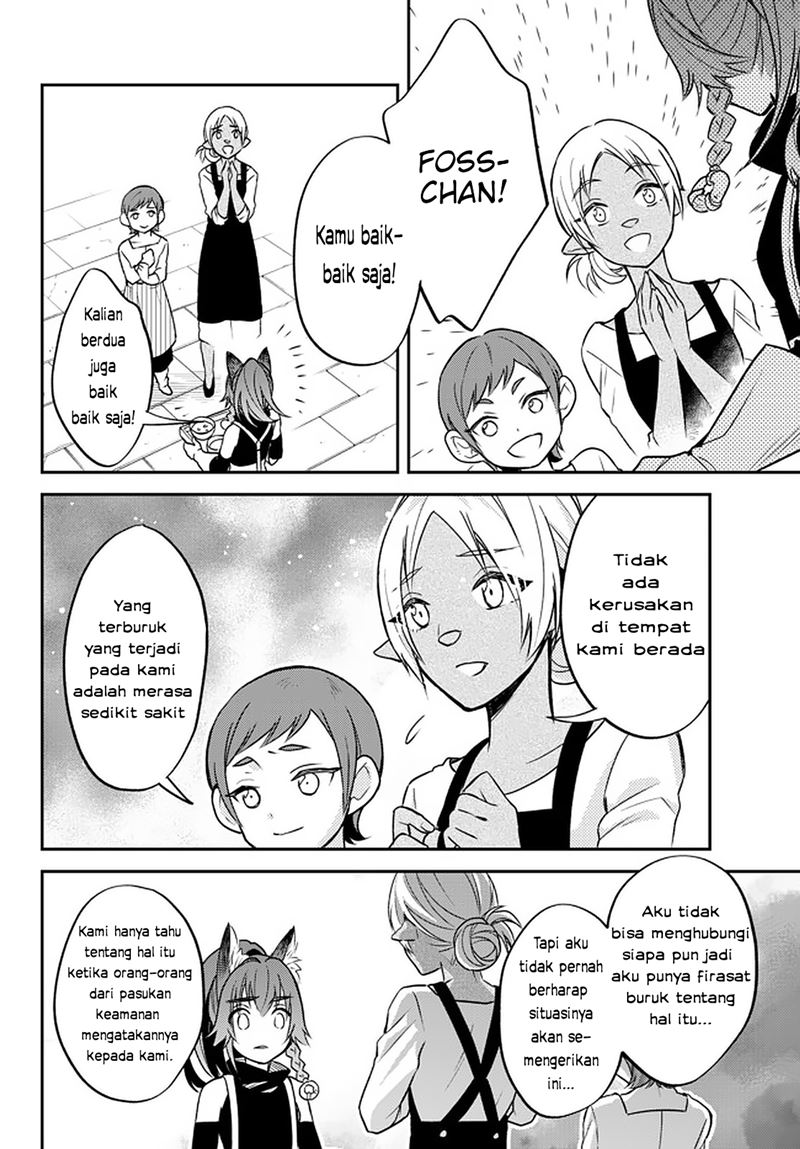 FOSS-
CHAN!
Kamu baik-
baik saja!
Kalian
berdua
juga
baik
baik saja!
Tidak
ada
kerusakan
di tempat
kami berada
Yang
terburuk
yang terjadi
pada kami
adalah merasa
sedikit sakit
Aku tidak
bisa menghubungi
siapa pun jadi
aku punya firasat
buruk tentang
hal itu...
Tapi aku
tidak pernah
berharap
situasinya
akan se-
mengerikan
ini...
Kami hanya tahu
tentang hal itu
ketika orang-orang
dari pasukan
keamanan
mengatakannya
kepada kami.